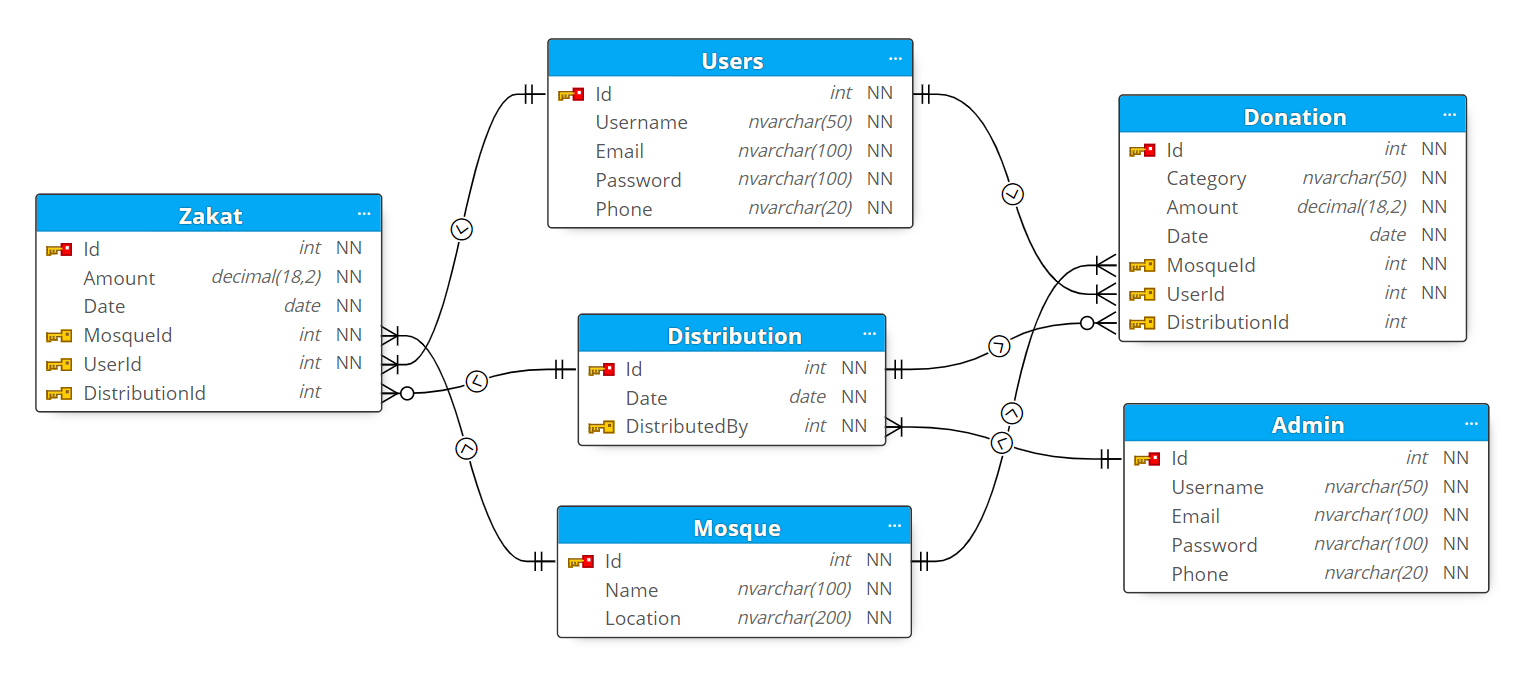 Users ...
Id int NN
Username nvarchar(50) NN
Email nvarchar(100) NN
Password nvarchar(100) NN
Phone nvarchar(20) NN
Donation ...
Id int NN
Category nvarchar(50) NN
Amount decimal(18,2) NN
Date date NN
MosqueId int NN
UserId int NN
DistributionId int
Zakat ...
Id int NN
Amount decimal(18,2) NN
Date date NN
MosqueId int NN
UserId int NN
DistributionId int
Distribution ...
Id int NN
Date date NN
DistributedBy int NN
Admin ...
Id int NN
Username nvarchar(50) NN
Email nvarchar(100) NN
Password nvarchar(100) NN
Phone nvarchar(20) NN
Mosque ...
Id int NN
Name nvarchar(100) NN
Location nvarchar(200) NN